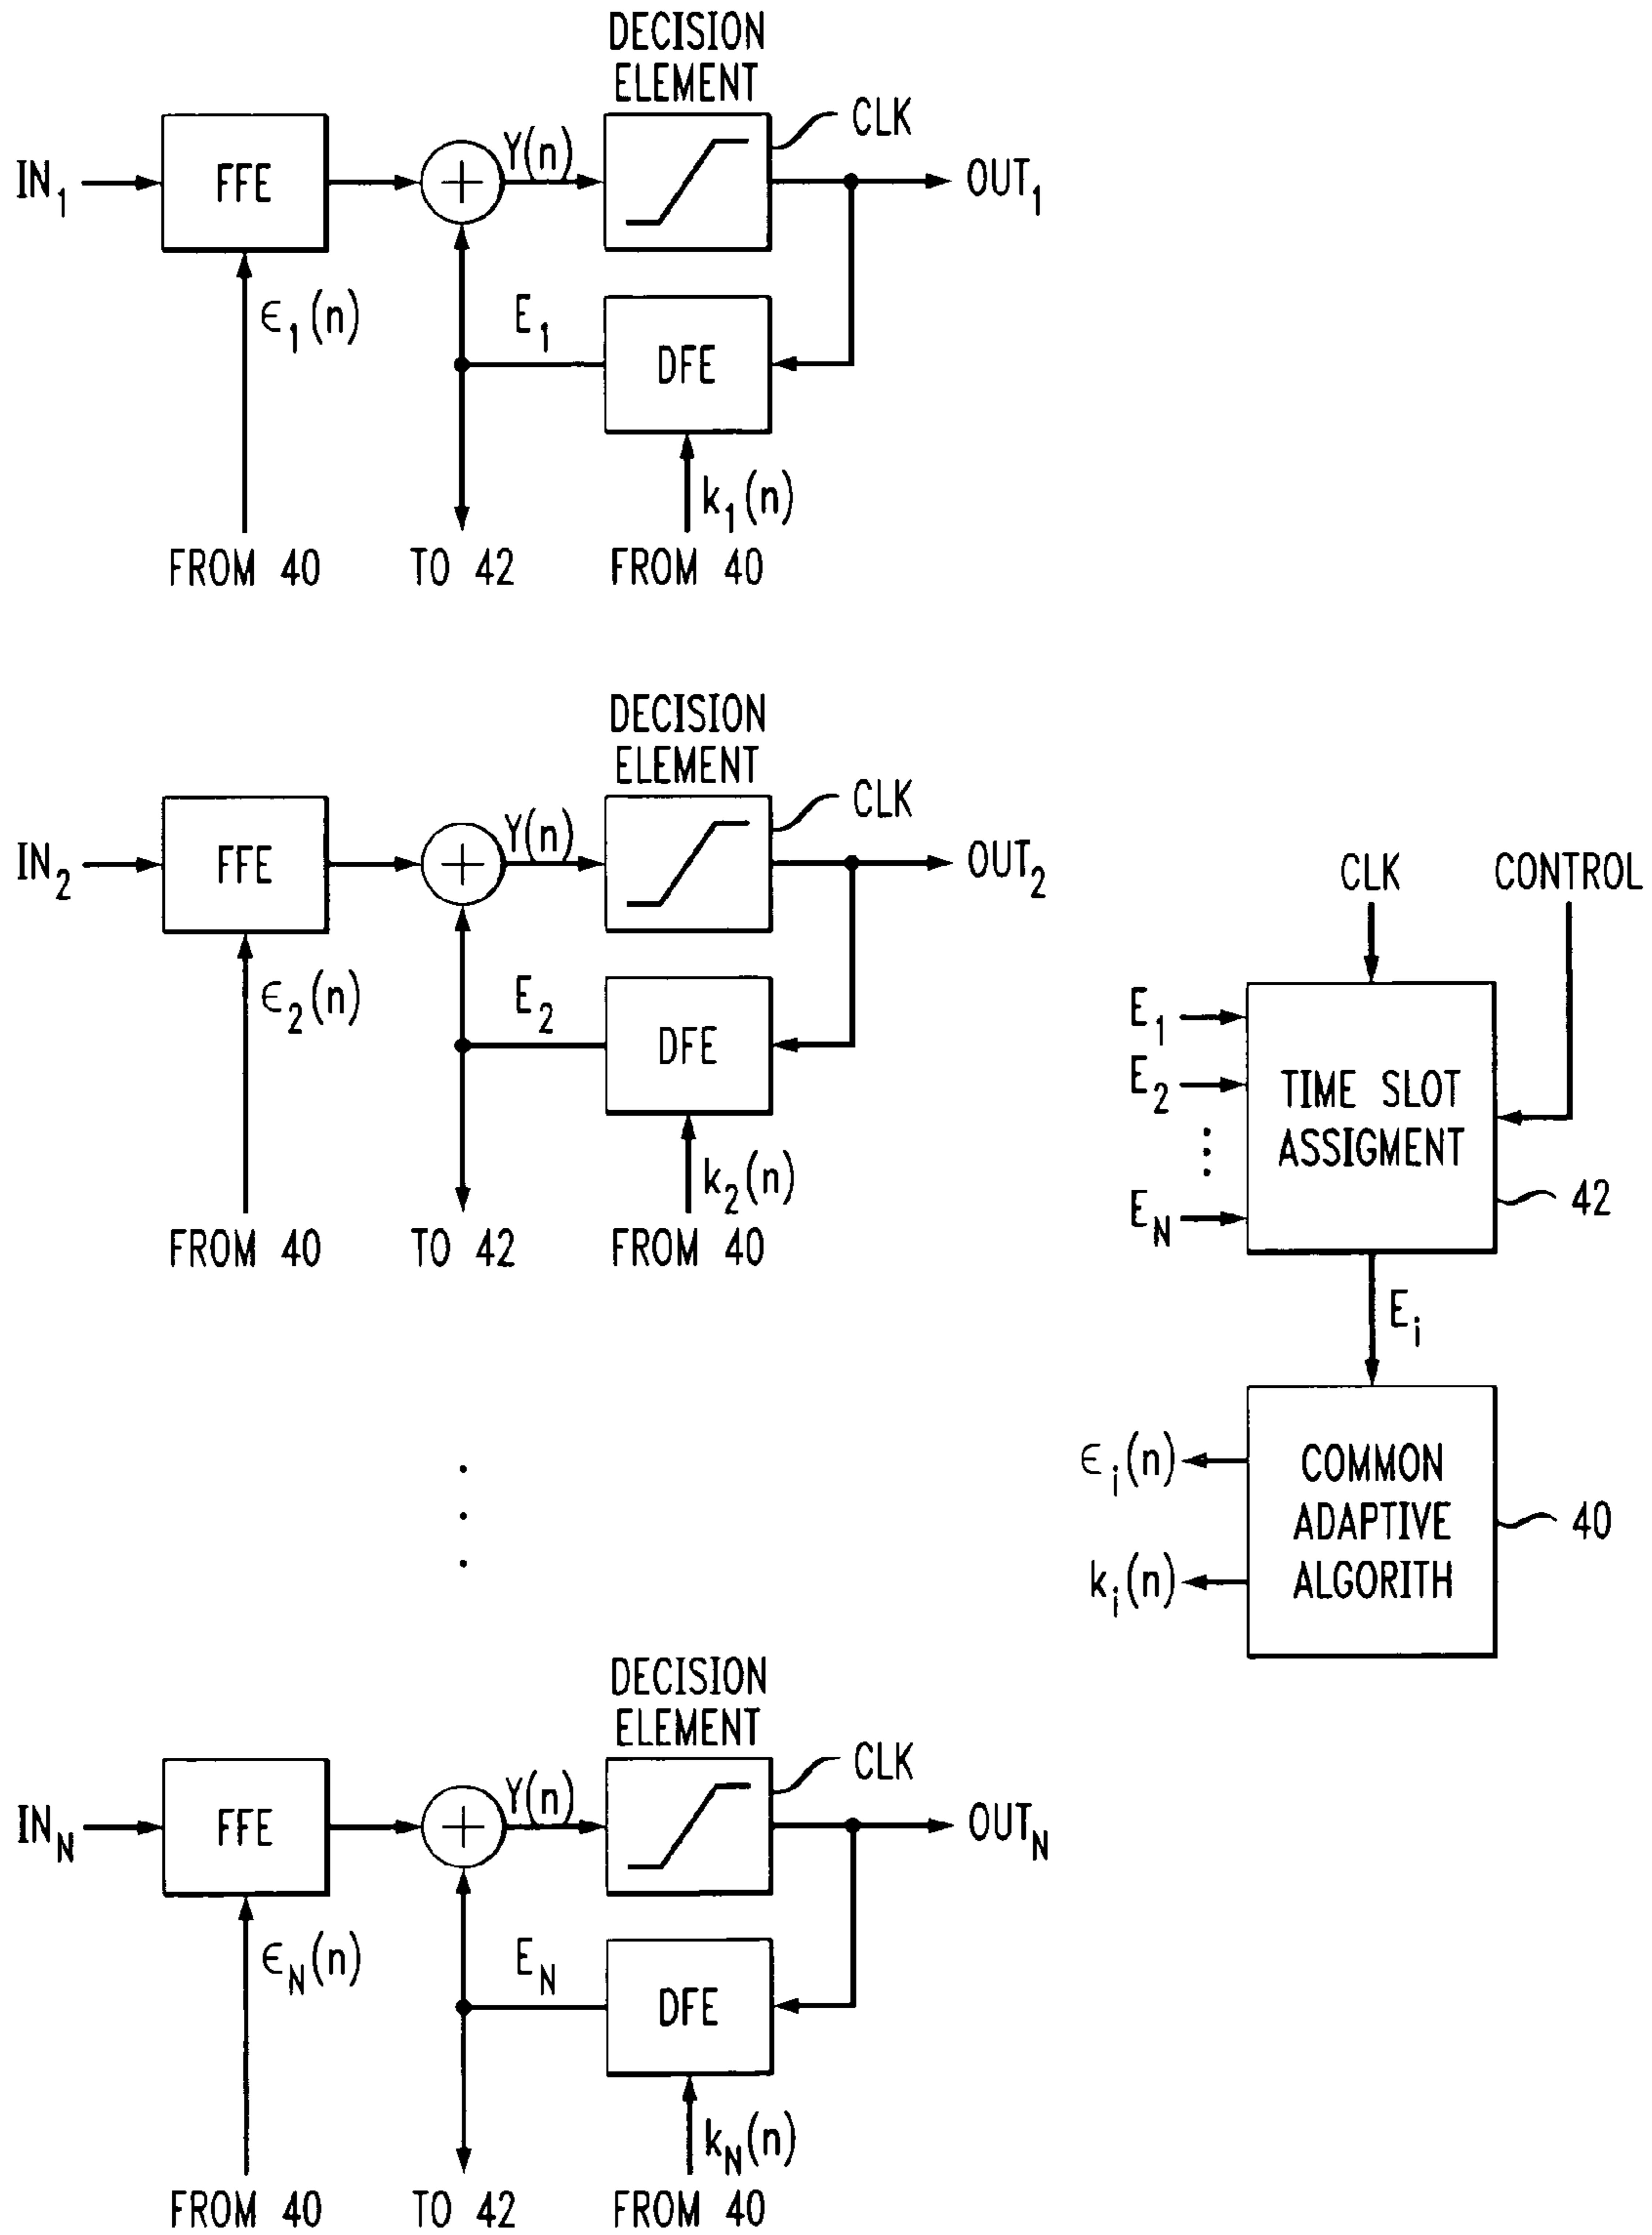 DECISION
ELEMENT
CLK
IN1
FFE
+
Y(n)
OUT1
ϵ1(n)
E1
DFE
k1(n)
FROM 40
TO 42
FROM 40
DECISION
ELEMENT
CLK
IN2
FFE
+
Y(n)
OUT2
ϵ2(n)
E2
DFE
k2(n)
FROM 40
TO 42
FROM 40
CLK
CONTROL
E1
E2
EN
TIME SLOT
ASSIGMENT
42
Ei
ϵi(n)
ki(n)
COMMON
ADAPTIVE
ALGORITH
40
DECISION
ELEMENT
CLK
INN
FFE
+
Y(n)
OUTN
ϵN(n)
EN
DFE
kN(n)
FROM 40
TO 42
FROM 40